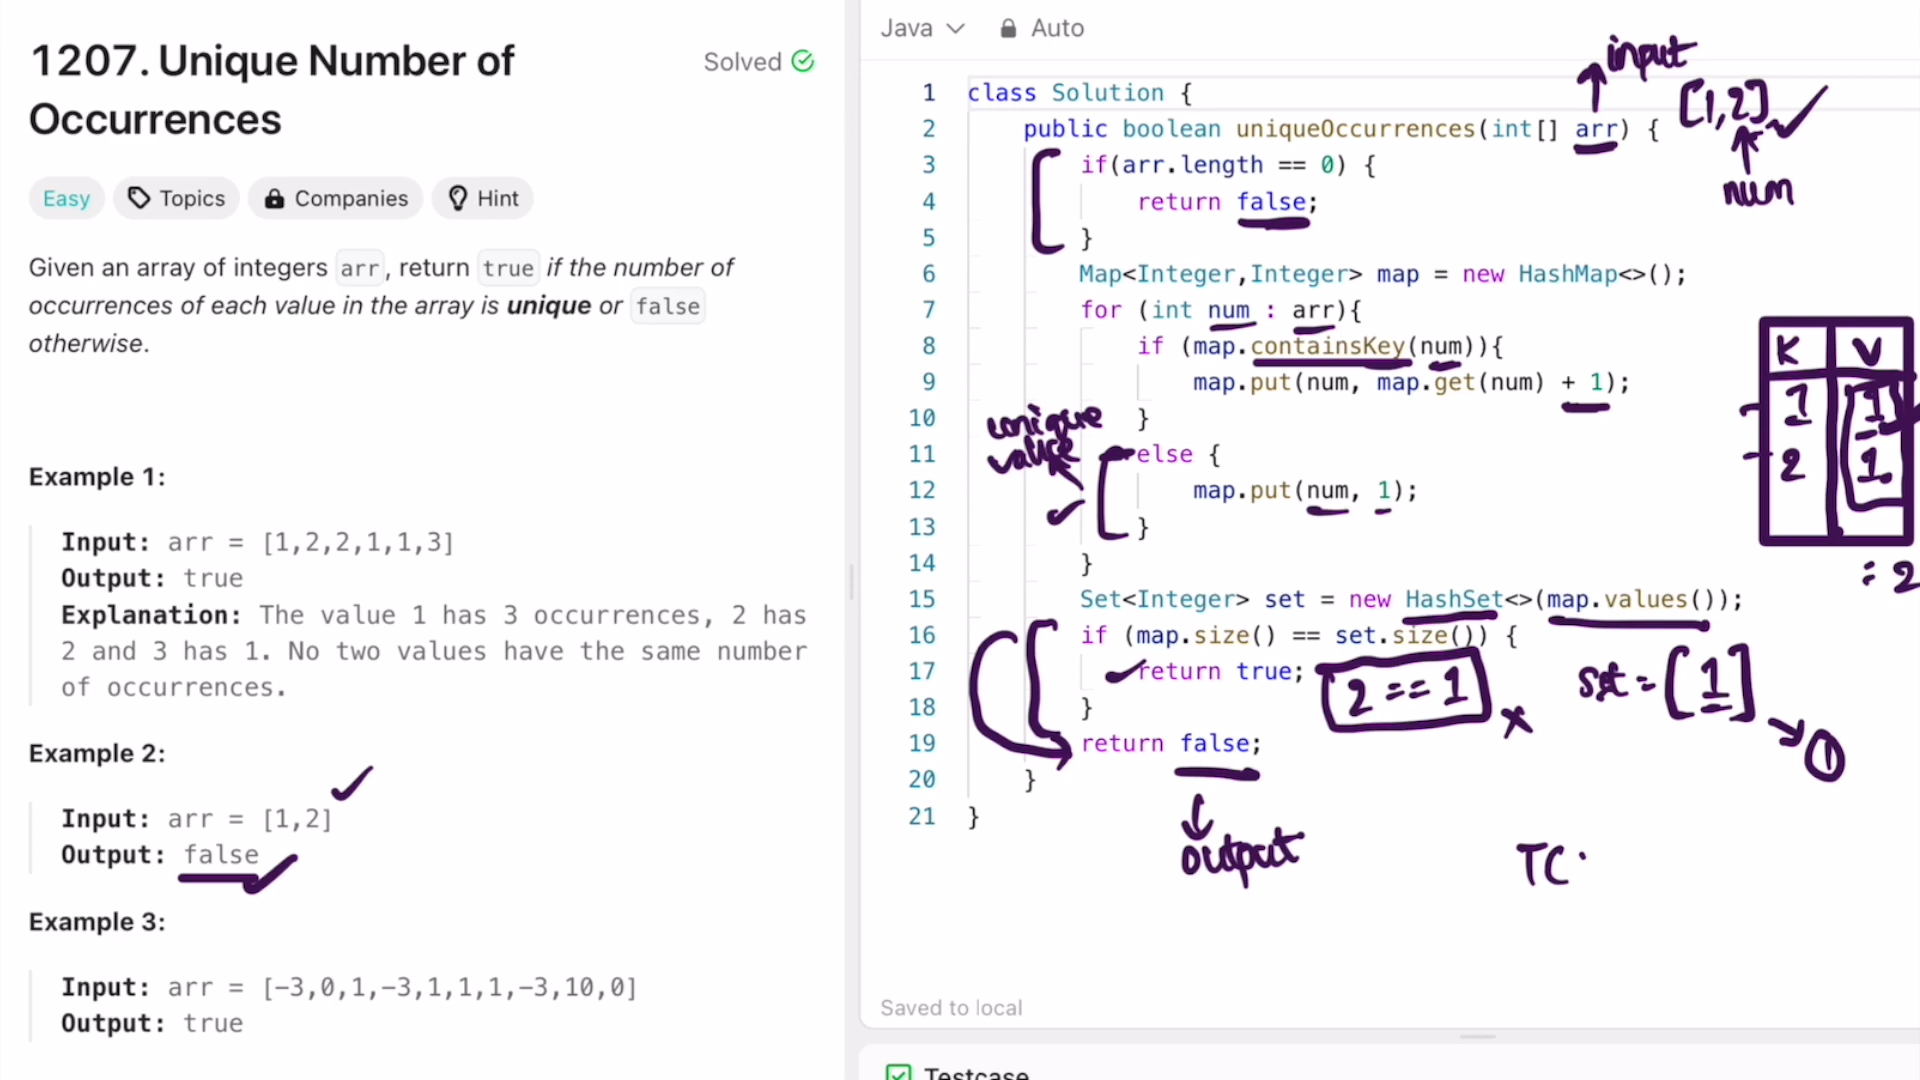 1207. Unique Number of
Occurrences
Solved
Easy
Topics
Companies
Hint
Given an array of integers arr, return true if the number of
occurrences of each value in the array is unique or false
otherwise.
Example 1:
Input: arr = [1,2,2,1,1,3]
Output: true
Explanation: The value 1 has 3 occurrences, 2 has
2 and 3 has 1. No two values have the same number
of occurrences.
Example 2:
Input: arr = [1,2]
Output: false
Example 3:
Input: arr = [−3,0,1,−3,1,1,1,−3,10,0]
Output: true
Java
Auto
1 class Solution {
2 public boolean uniqueOccurrences(int[] arr) {
3 if(arr.length == 0) {
4 return false;
5 }
6 Map<Integer,Integer> map = new HashMap<>();
7 for (int num : arr){
8 if (map.containsKey(num)){
9 map.put(num, map.get(num) + 1);
10 }
11 else {
12 map.put(num, 1);
13 }
14 }
15 Set<Integer> set = new HashSet<>(map.values());
16 if (map.size() == set.size()) {
17 return true;
18 }
19 return false;
20 }
21 }
input
[1,2]
num
unique
value
K V
1 1
2 1
: 2
2 == 1
set = [1]
1
output
TC
Saved to local
Testcase